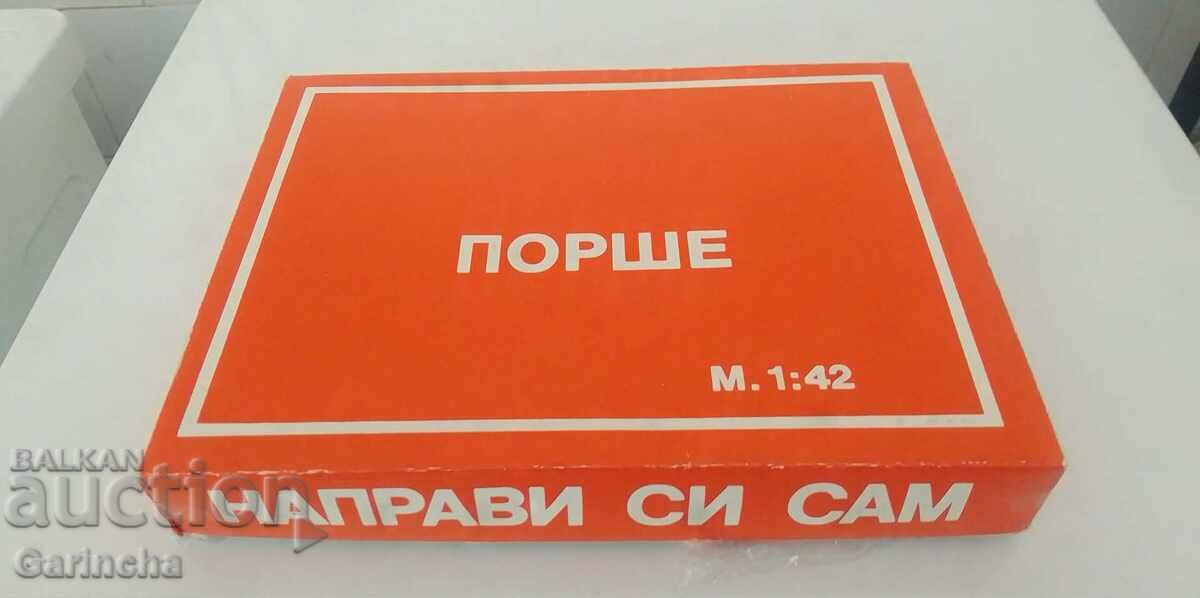 ПОРШЕ
М. 1:42
НАПРАВИ СИ САМ
BALKAN
auction
Garincha